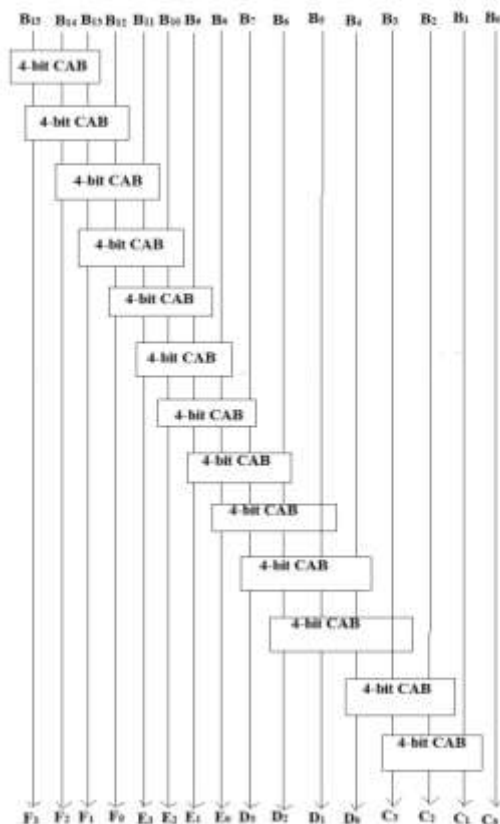 B₁₅ B₁₄ B₁₃ B₁₂ B₁₁ B₁₀ B₉ B₈ B₇ B₆ B₅ B₄ B₃ B₂ B₁ B₀
4-bit CAB
4-bit CAB
4-bit CAB
4-bit CAB
4-bit CAB
4-bit CAB
4-bit CAB
4-bit CAB
4-bit CAB
4-bit CAB
4-bit CAB
4-bit CAB
4-bit CAB
F₃ F₂ F₁ F₀ E₃ E₂ E₁ E₀ D₃ D₂ D₁ D₀ C₃ C₂ C₁ C₀